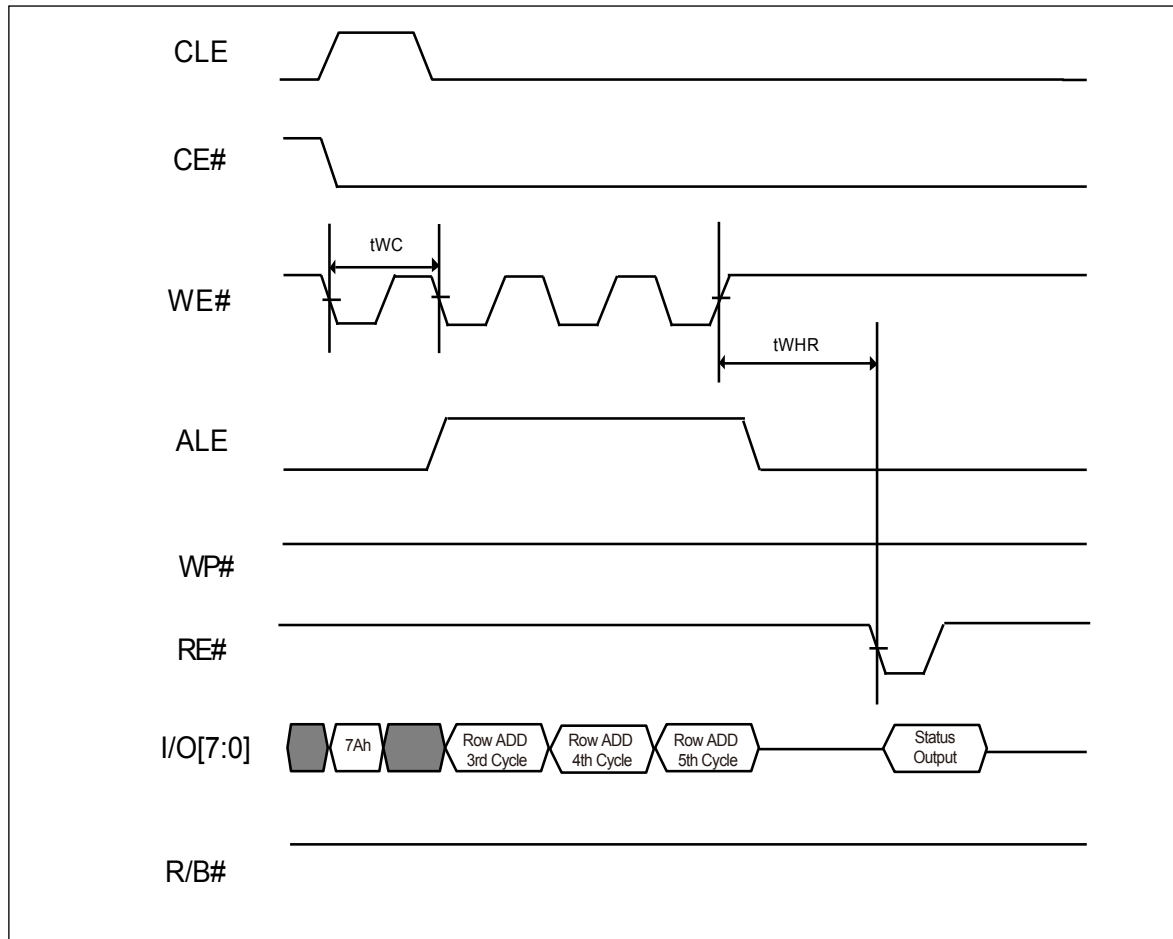 CLE
CE#
tWC
WE#
tWHR
ALE
WP#
RE#
I/O[7:0]
7Ah
Row ADD
3rd Cycle
Row ADD
4th Cycle
Row ADD
5th Cycle
Status
Output
R/B#